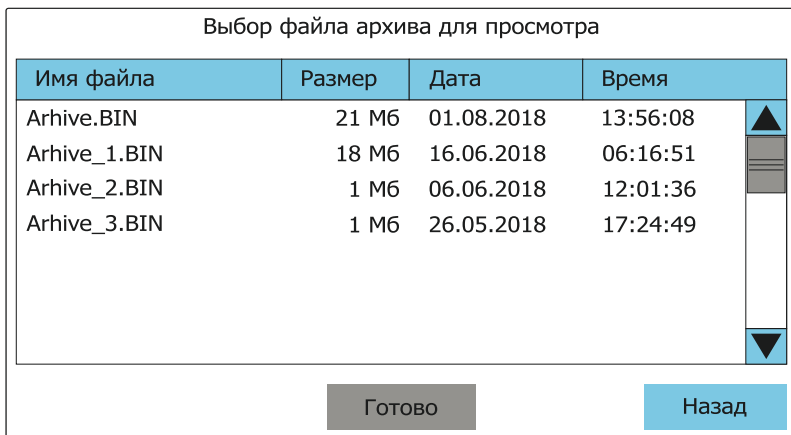 Выбор файла архива для просмотра
Имя файла Размер Дата Время
Arhive.BIN 21 Мб 01.08.2018 13:56:08
Arhive_1.BIN 18 Мб 16.06.2018 06:16:51
Arhive_2.BIN 1 Мб 06.06.2018 12:01:36
Arhive_3.BIN 1 Мб 26.05.2018 17:24:49
Готово Назад